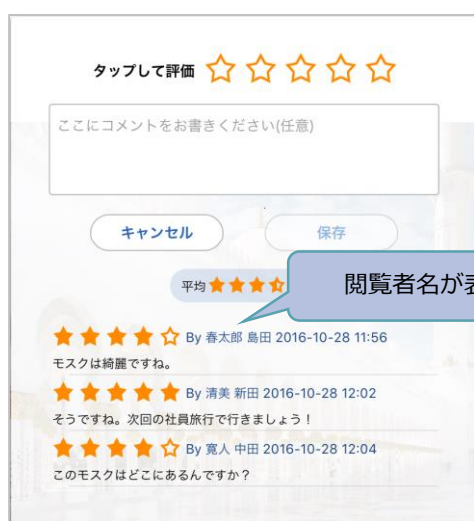 タップして評価
ここにコメントをお書きください(任意)
キャンセル
保存
平均
閲覧者名が
By 春太郎 島田 2016-10-28 11:56
モスクは綺麗ですね。
By 清美 新田 2016-10-28 12:02
そうですね。次回の社員旅行で行きましょう！
By 寛人 中田 2016-10-28 12:04
このモスクはどこにあるんですか？